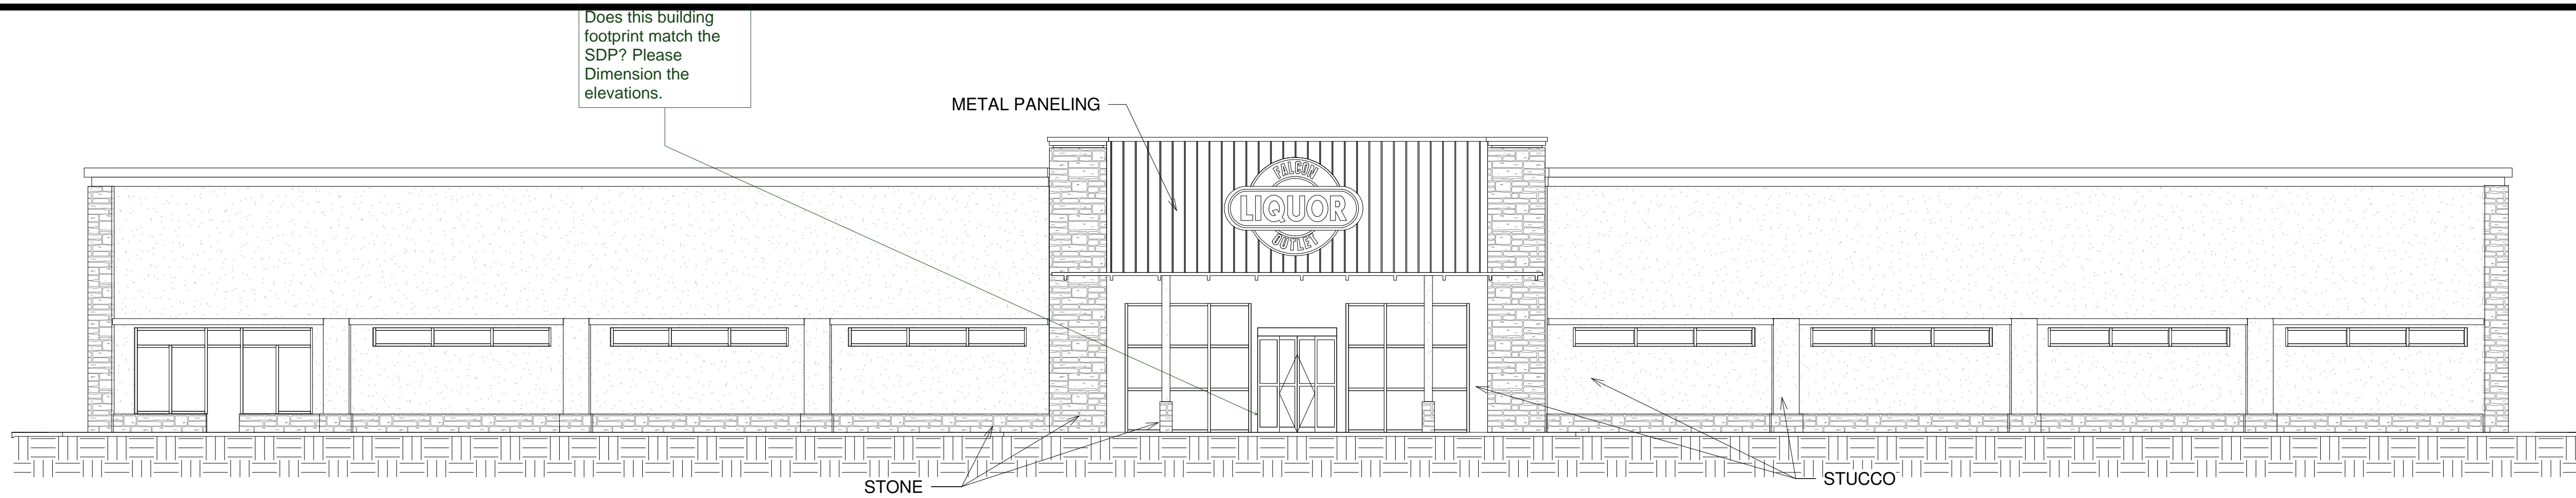 Does this building
footprint match the
SDP? Please
Dimension the
elevations.
METAL PANELING
FALCON
LIQUOR
OUTLET
STONE
STUCCO